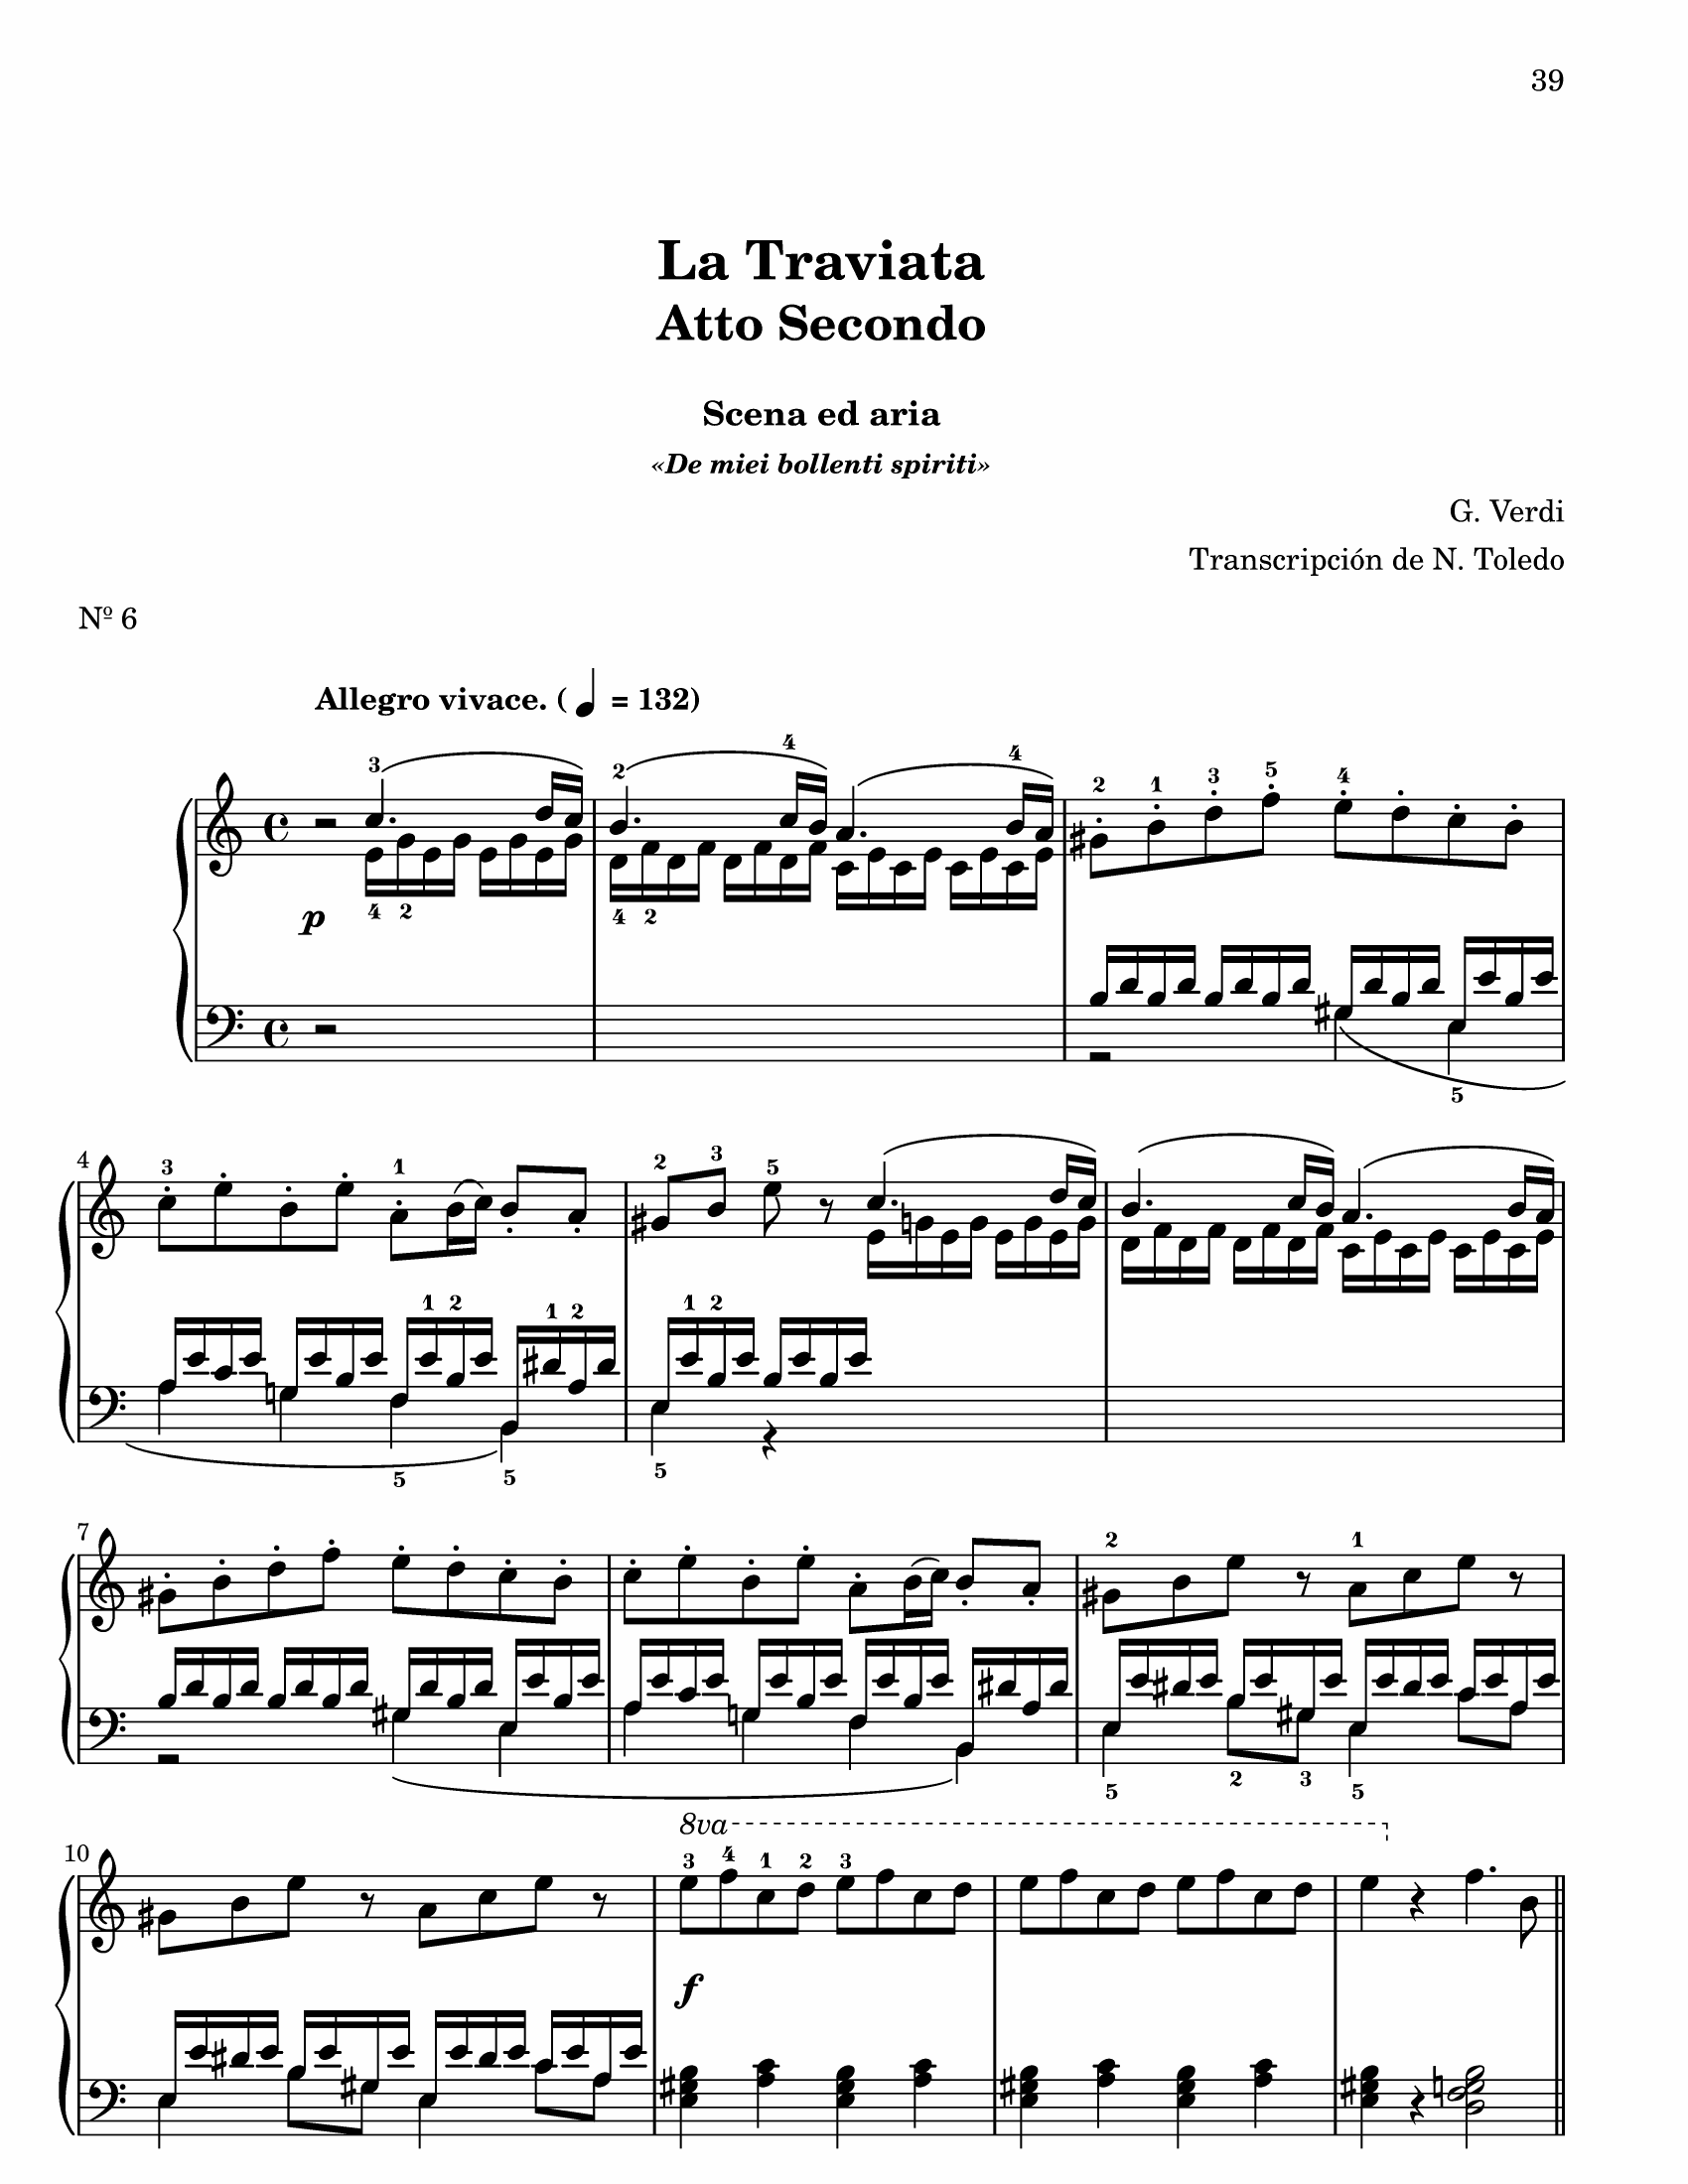 39
La Traviata
Atto Secondo
Scena ed aria
«De miei bollenti spiriti»
G. Verdi
Transcripción de N. Toledo
Nº 6
Allegro vivace. ( = 132)
3 2 4 4 2 1 3 5 4
4 2 4 2
p
5
4
3 1 2 3 5
1 2 1 2 1 2
5 5 5
7
2 1
5 2 3 5
8va
10
3 4 1 2 3
f